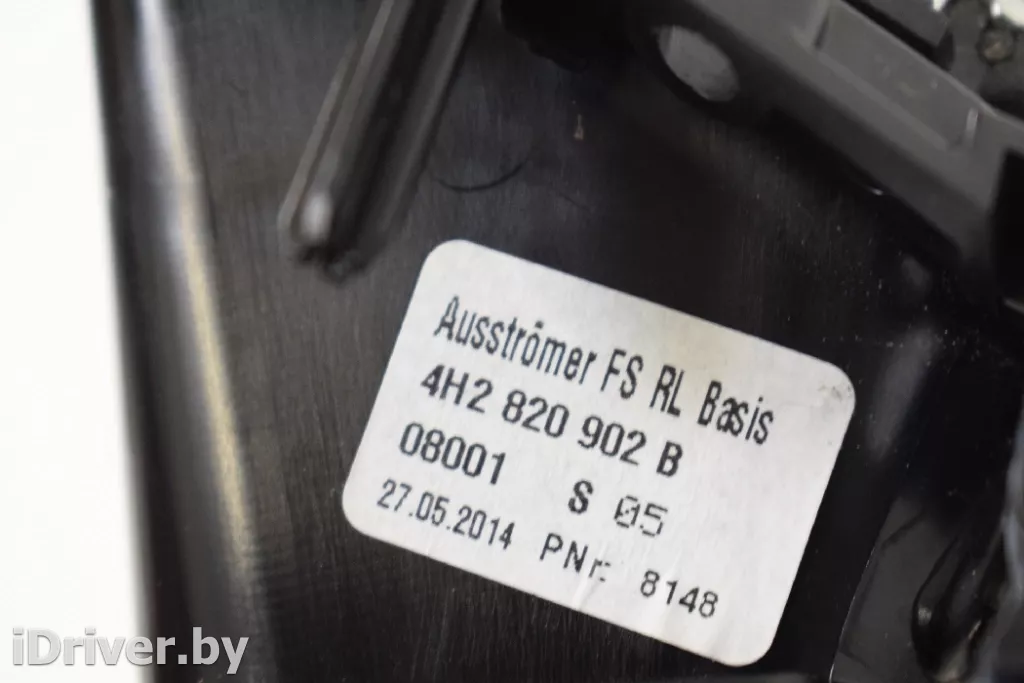 Ausströmer FS RL Basis
4H2 820 902 B
08001 S 05
27.05.2014 PNr: 8148
iDriver.by